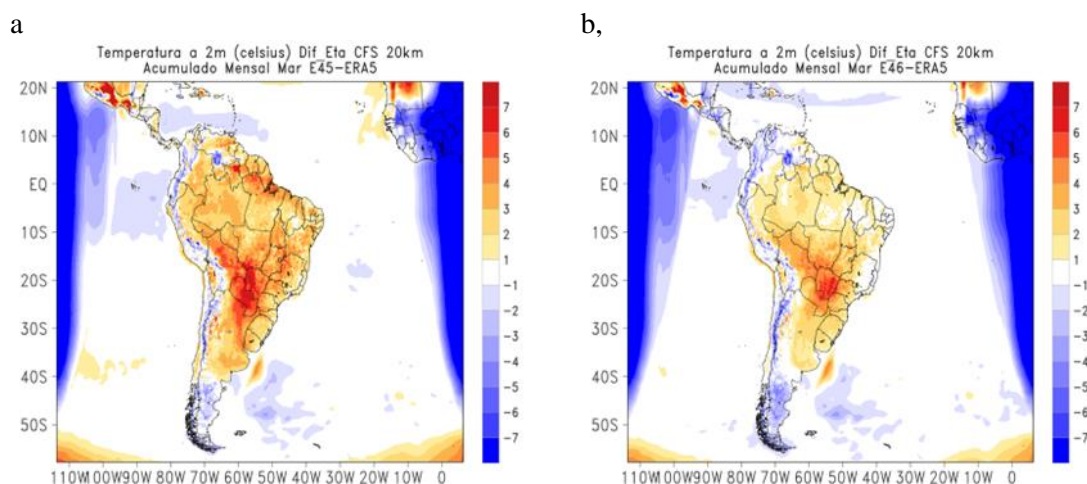 a
b,
Temperatura a 2m (celsius) Dif_Eta CFS 20km
Acumulado Mensal Mar E45-ERA5
20N
10N
EQ
10S
20S
30S
40S
50S
110W 100W 90W 80W 70W 60W 50W 40W 30W 20W 10W 0
7
6
5
4
3
2
1
-1
-2
-3
-4
-5
-6
-7
Temperatura a 2m (celsius) Dif_Eta CFS 20km
Acumulado Mensal Mar E46-ERA5
20N
10N
EQ
10S
20S
30S
40S
50S
110W 100W 90W 80W 70W 60W 50W 40W 30W 20W 10W 0
7
6
5
4
3
2
1
-1
-2
-3
-4
-5
-6
-7